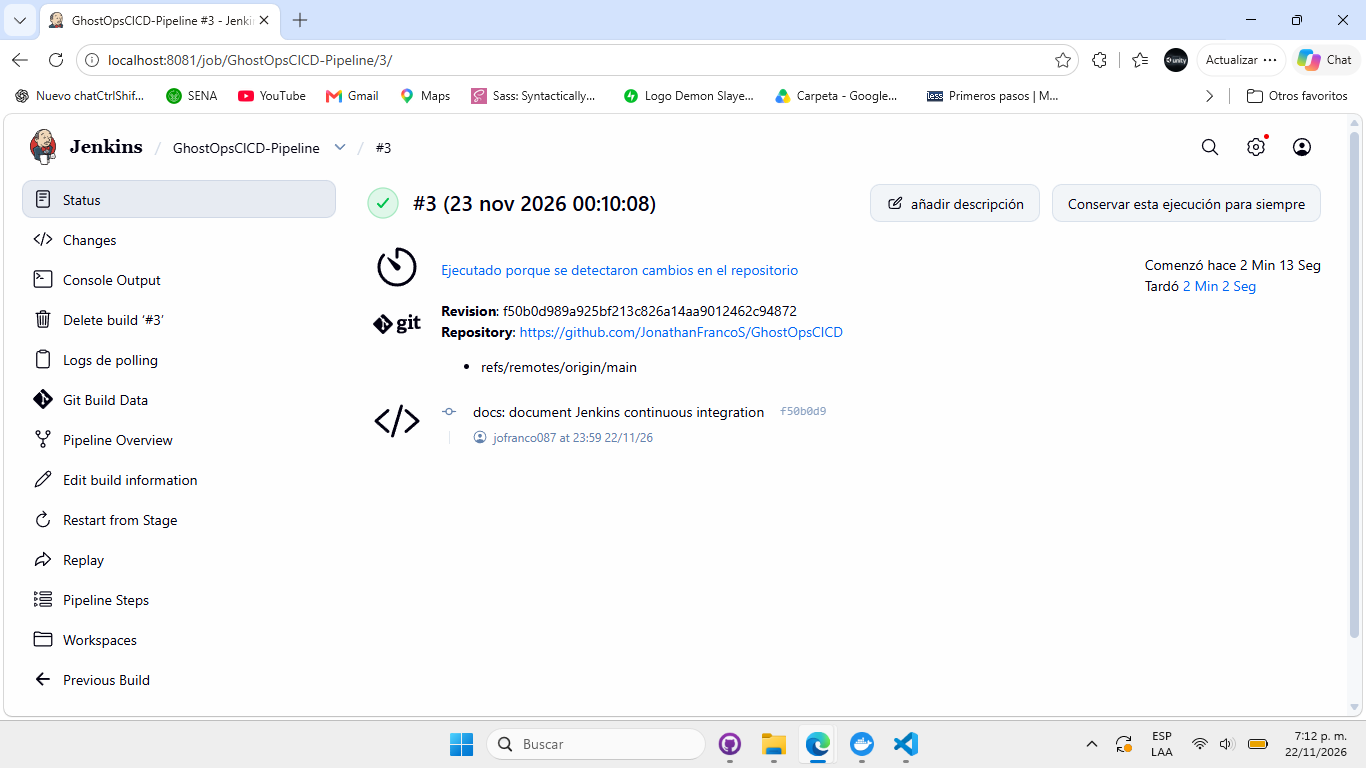 GhostOpsCICD-Pipeline #3 - Jenki
localhost:8081/job/GhostOpsCICD-Pipeline/3/
unity
Actualizar
Chat
Nuevo chatCtrlShif...
SENA
YouTube
Gmail
Maps
Sass: Syntactically...
Logo Demon Slaye...
Carpeta - Google...
less
Primeros pasos | M...
Otros favoritos
Jenkins / GhostOpsCICD-Pipeline / #3
Status
Changes
Console Output
Delete build ‘#3’
Logs de polling
Git Build Data
Pipeline Overview
Edit build information
Restart from Stage
Replay
Pipeline Steps
Workspaces
Previous Build
#3 (23 nov 2026 00:10:08)
añadir descripción
Conservar esta ejecución para siempre
Ejecutado porque se detectaron cambios en el repositorio
Comenzó hace 2 Min 13 Seg
Tardó 2 Min 2 Seg
git
Revision: f50b0d989a925bf213c826a14aa9012462c94872
Repository: https://github.com/JonathanFrancoS/GhostOpsCICD
refs/remotes/origin/main
docs: document Jenkins continuous integration f50b0d9
jofranco087 at 23:59 22/11/26
Buscar
ESP
LAA
7:12 p. m.
22/11/2026